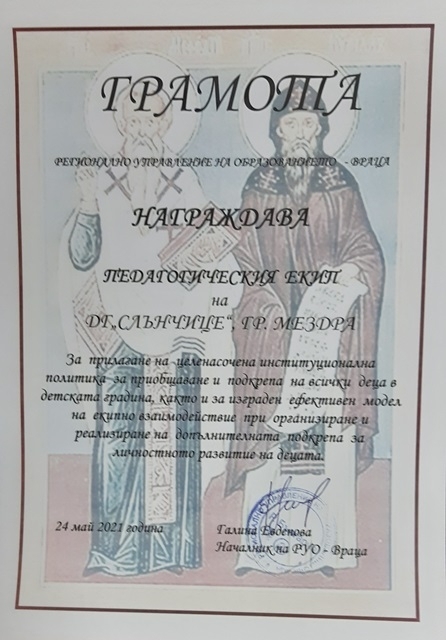 ГРАМОТА
РЕГИОНАЛНО УПРАВЛЕНИЕ НА ОБРАЗОВАНИЕТО - ВРАЦА
НАГРАЖДАВА
ПЕДАГОГИЧЕСКИЯ ЕКИП
на
ДГ„СЛЪНЧИЦЕ“, ГР. МЕЗДРА
За прилагане на целенасочена институционална
политика за приобщаване и подкрепа на всички деца в
детската градина, както и за изграден ефективен модел
на екипно взаимодействие при организиране и
реализиране на допълнителната подкрепа за
личностното развитие на децата.
24 май 2021 година
Галина Евденова
Началник на РУО - Враца